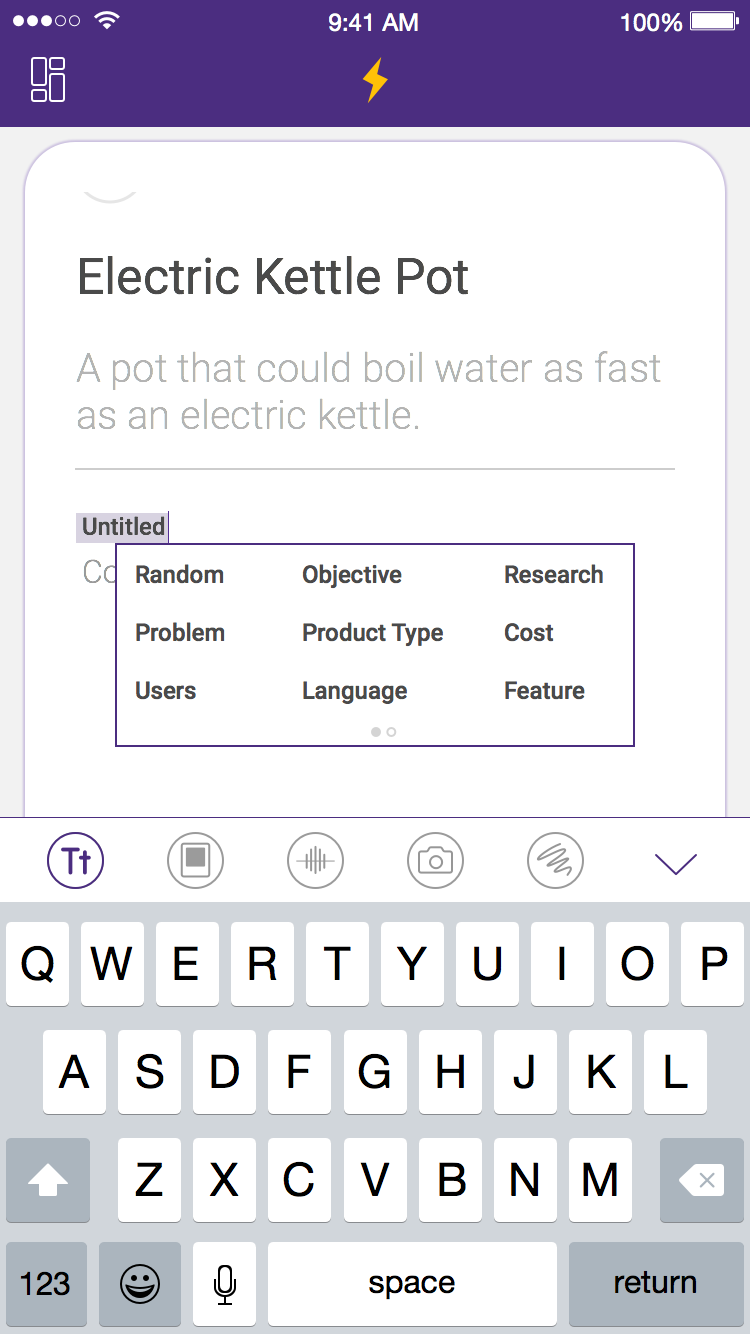 9:41 AM 100%
Electric Kettle Pot
A pot that could boil water as fast
as an electric kettle.
Untitled
Co
Random Objective Research
Problem Product Type Cost
Users Language Feature
Tt
Q W E R T Y U I O P
A S D F G H J K L
Z X C V B N M
123 space return